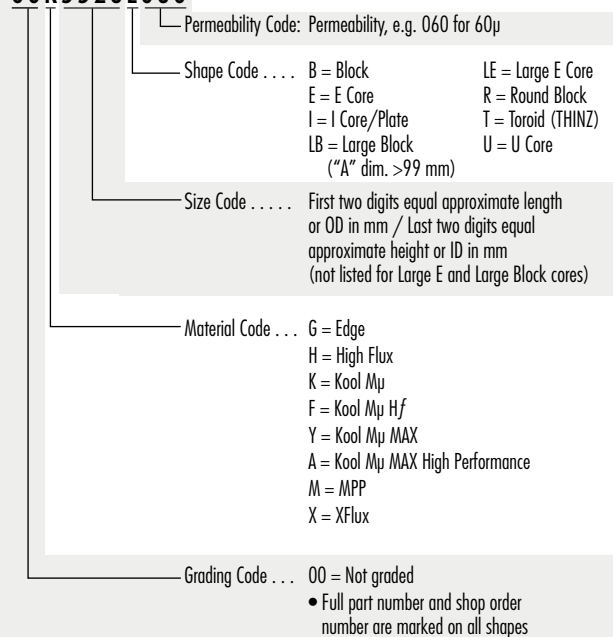 Permeability Code: Permeability, e.g. 060 for 60µ
Shape Code . . . . B = Block LE = Large E Core
E = E Core R = Round Block
I = I Core/Plate T = Toroid (THINZ)
LB = Large Block U = U Core
("A" dim. >99 mm)
Size Code . . . . . First two digits equal approximate length
or OD in mm / Last two digits equal
approximate height or ID in mm
(not listed for Large E and Large Block cores)
Material Code . . . G = Edge
H = High Flux
K = Kool Mµ
F = Kool Mµ Hƒ
Y = Kool Mµ MAX
A = Kool Mµ MAX High Performance
M = MPP
X = XFlux
Grading Code . . . 00 = Not graded
• Full part number and shop order
number are marked on all shapes